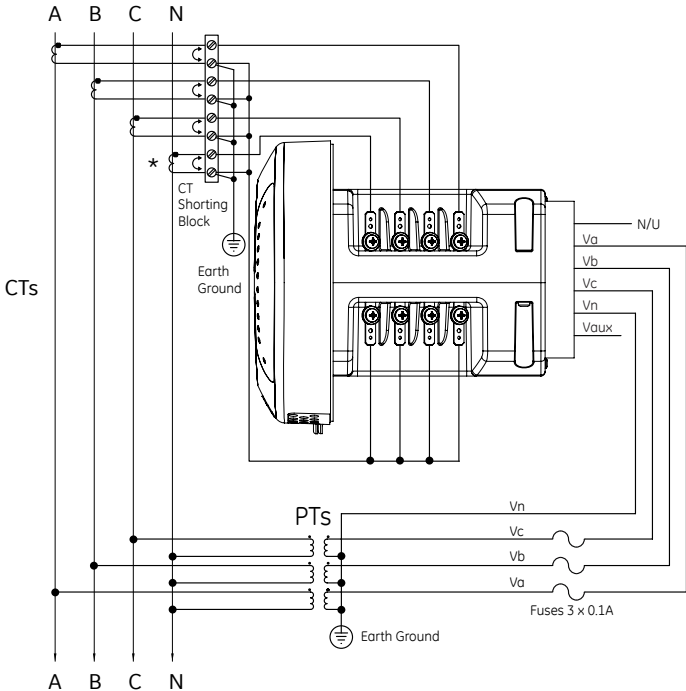 A B C N
*
CT
Shorting
Block
Earth
Ground
CTs
N/U
Va
Vb
Vc
Vn
Vaux
PTs
Vn
Vc
Vb
Va
Fuses 3 x 0.1A
Earth Ground
A B C N